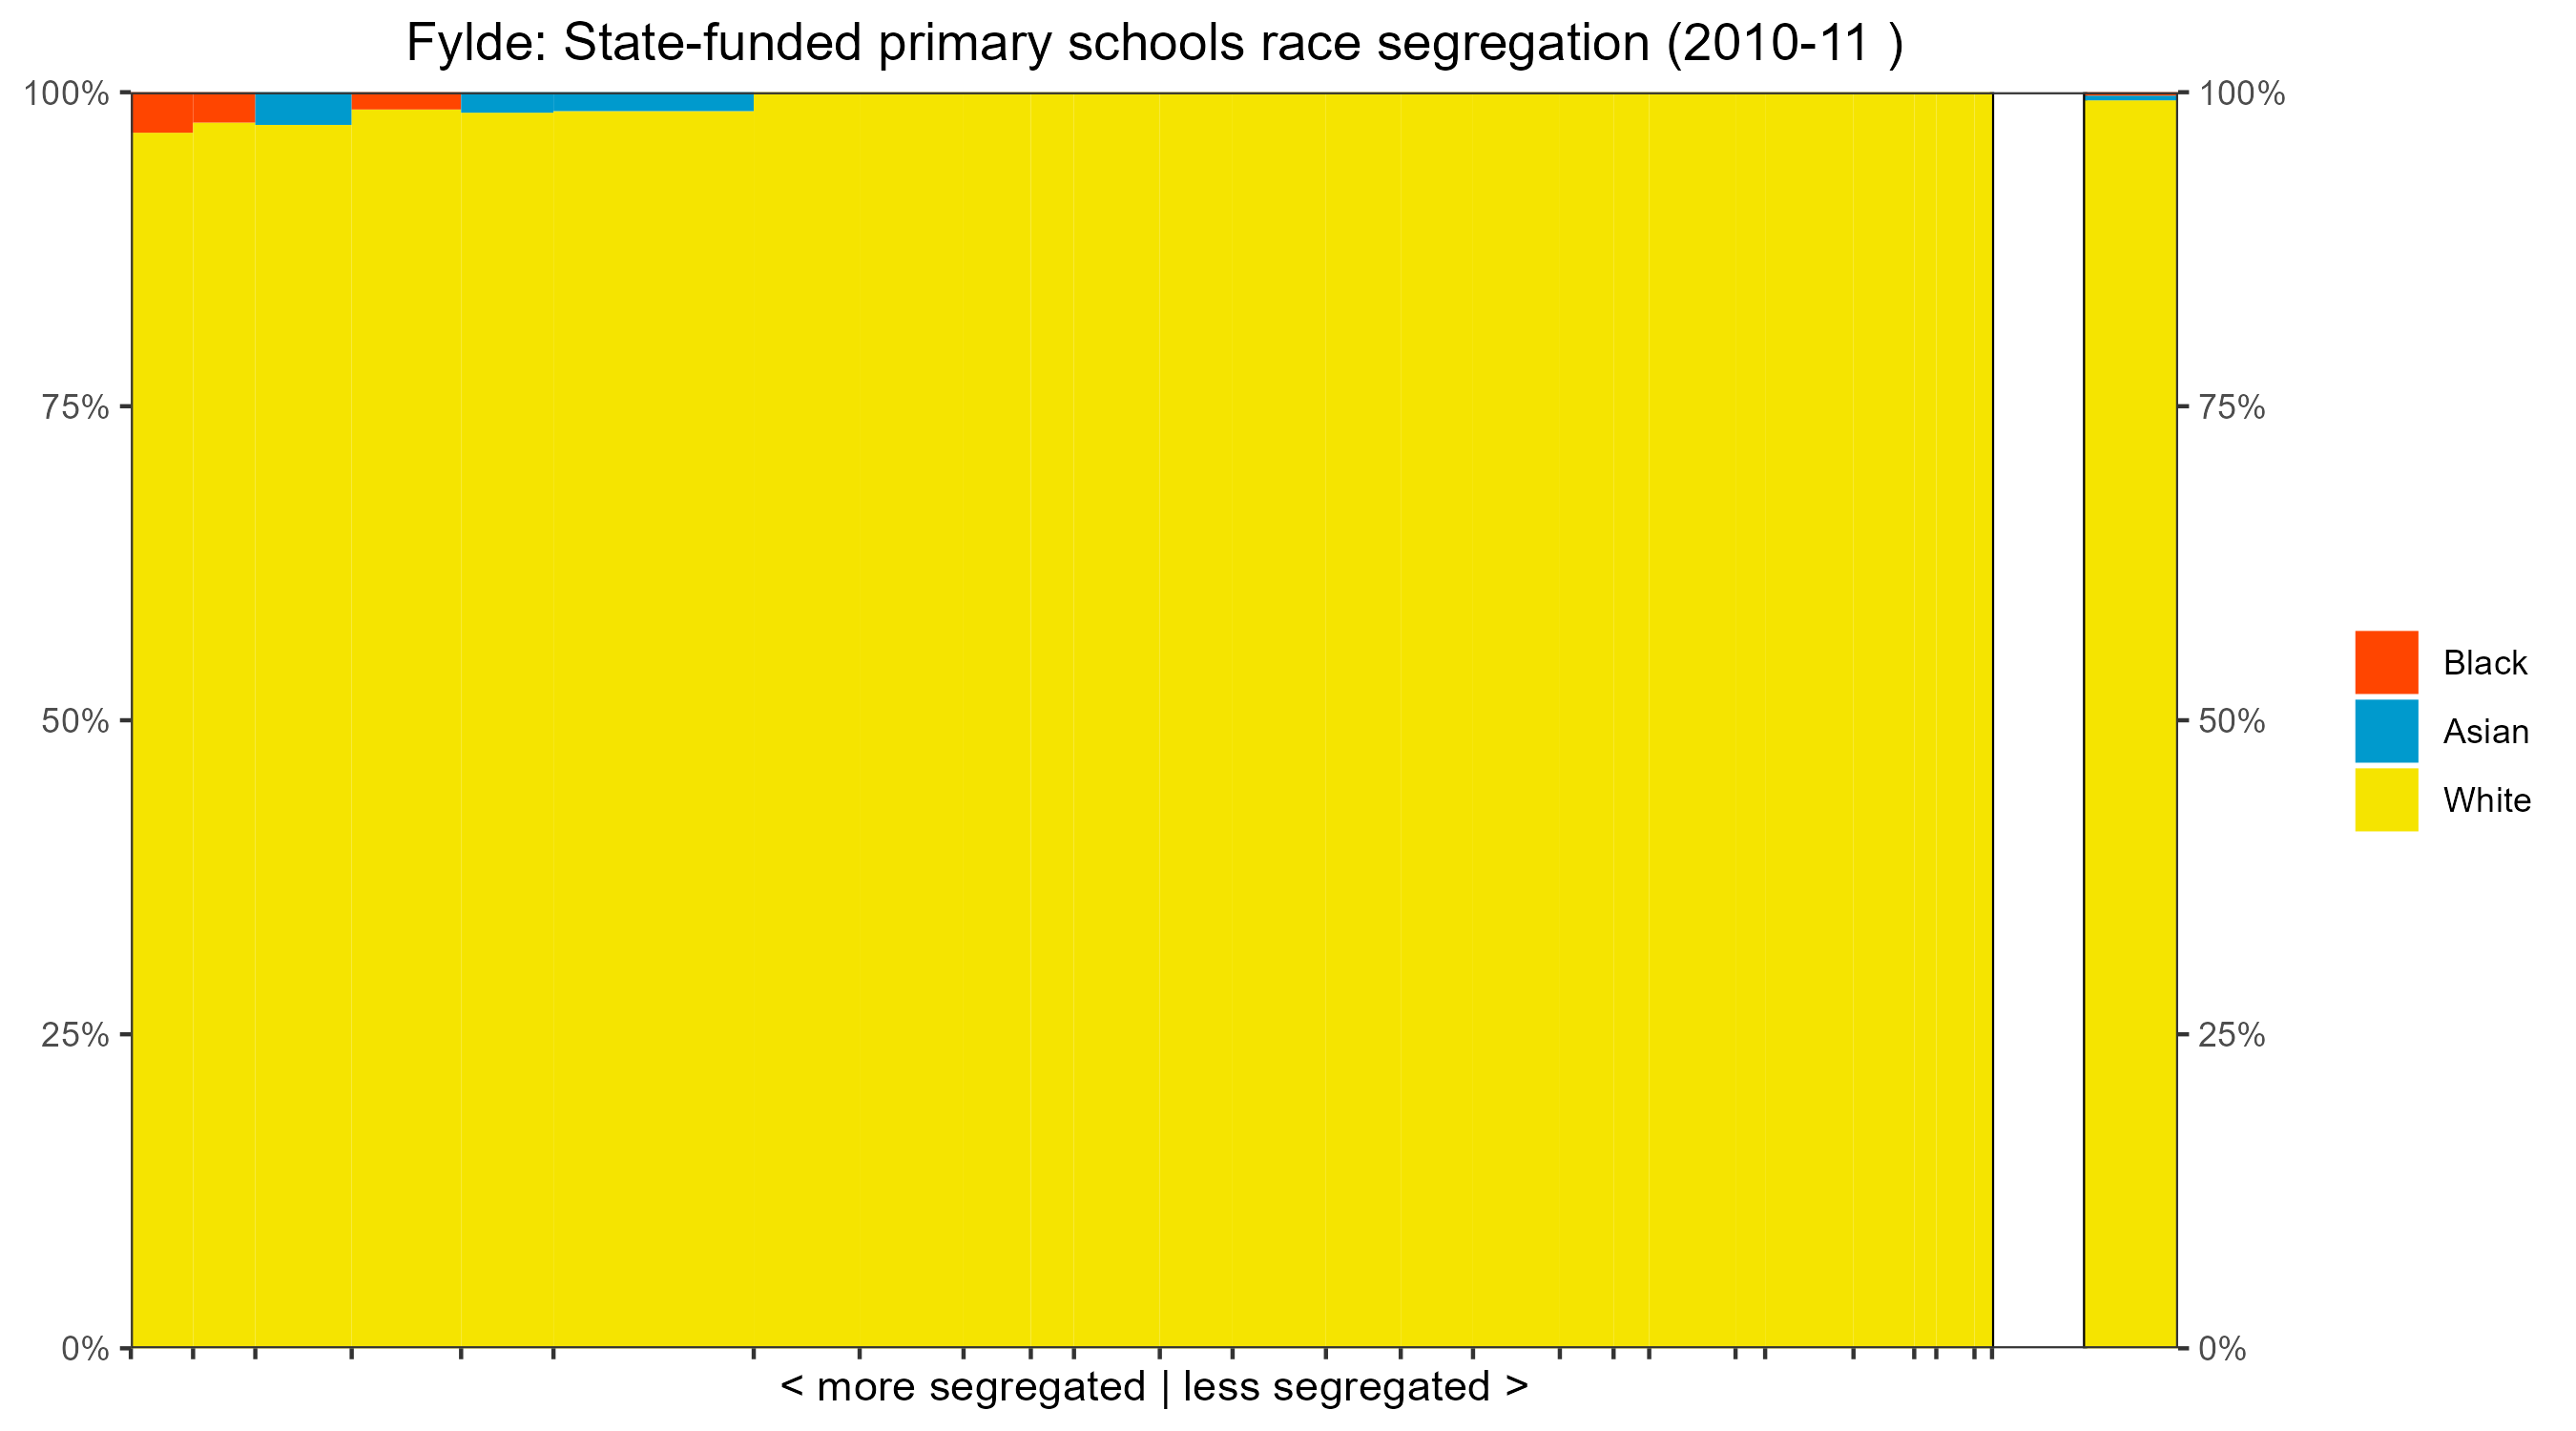 Fylde: State-funded primary schools race segregation (2010-11 )
100%
100%
75%
75%
50%
50%
25%
25%
0%
0%
Black
Asian
White
< more segregated | less segregated >